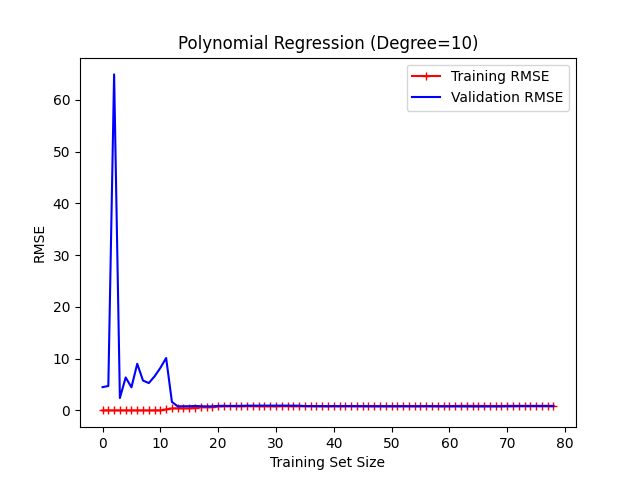 Polynomial Regression (Degree=10)
Training RMSE
Validation RMSE
60
50
40
30
20
10
0
RMSE
0 10 20 30 40 50 60 70 80
Training Set Size